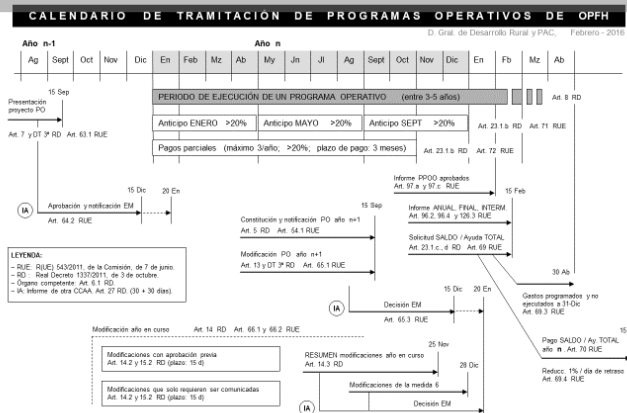 CALENDARIO DE TRAMITACIÓN DE PROGRAMAS OPERATIVOS DE OPFH
D. Gral. de Desarrollo Rural y PAC, Febrero - 2016
Año n-1 Año n
Ag Sept Oct Nov Dic En Feb Mz Ab My Jn Jl Ag Sept Oct Nov Dic En Fb Mz Ab
15 Sep
Presentación
proyecto PO
Art. 7 y DT 3ª RD Art. 63.1 RUE
PERIODO DE EJECUCIÓN DE UN PROGRAMA OPERATIVO (entre 3-5 años)
Art. 8 RD
Anticipo ENERO >20% Anticipo MAYO >20% Anticipo SEPT >20%
Art. 23.1.b RD Art. 71 RUE
Pagos parciales (máximo 3/año; >20%; plazo de pago: 3 meses)
Art. 23.1.b RD Art. 72 RUE
Informe PPOO aprobados
Art. 97.a y 97.c RUE
15 Dic 20 En
IA
Aprobación y notificación EM
Art. 64.2 RUE
15 Sep
Constitución y notificación PO año n+1
Art. 5 RD Art. 54.1 RUE
15 Feb
Informe ANUAL, FINAL, INTERM.
Art. 96.2, 96.4 y 126.3 RUE
Solicitud SALDO / Ayuda TOTAL
Art. 23.1.c., d RD Art. 69 RUE
Modificación PO año n+1
Art. 13 y DT 3ª RD Art. 65.1 RUE
LEYENDA:
– RUE: R(UE) 543/2011, de la Comisión, de 7 de junio.
– RD : Real Decreto 1337/2011, de 3 de octubre.
– Órgano competente: Art. 6.1 RD.
– IA: Informe de otra CCAA. Art. 27 RD. (30 + 30 días).
30 Ab
Gastos programados y no
ejecutados a 31-Dic
Art. 69.3 RUE
15 Dic 20 En
IA
Decisión EM
Art. 65.3 RUE
15
Pago SALDO / Ay. TOTAL
año n. Art. 70 RUE
Reducc. 1% / día de retraso
Art. 69.4 RUE
Modificación año en curso Art. 14 RD Art. 66.1 y 66.2 RUE
Modificaciones con aprobación previa
Art. 14.2 y 15.2 RD (plazo: 15 d)
Modificaciones que solo requieren ser comunicadas
Art. 14.2 y 15.2 RD (plazo: 15 d)
25 Nov
RESUMEN modificaciones año en curso
Art. 14.3 RD
28 Dic
Modificaciones de la medida 6
IA
Decisión EM